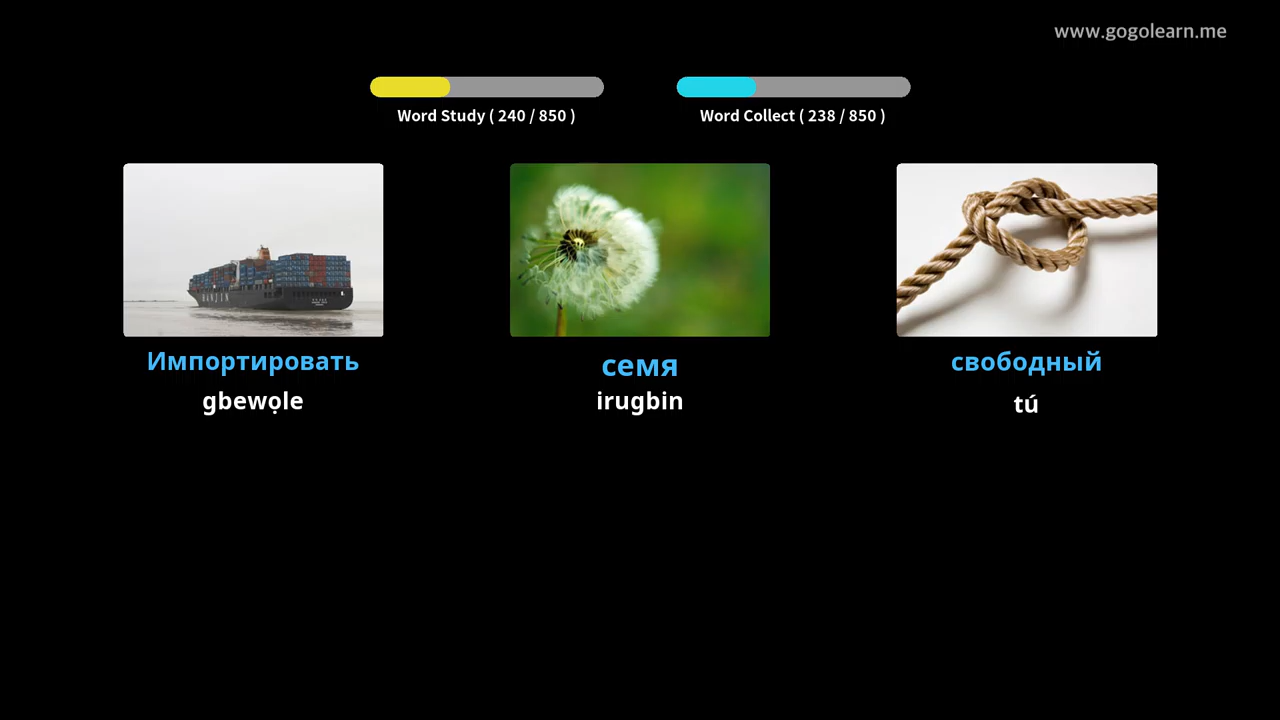 www.gogolearn.me
Word Study ( 240 / 850 )
Word Collect ( 238 / 850 )
Импортировать
семя
свободный
gbewọle
irugbin
tú